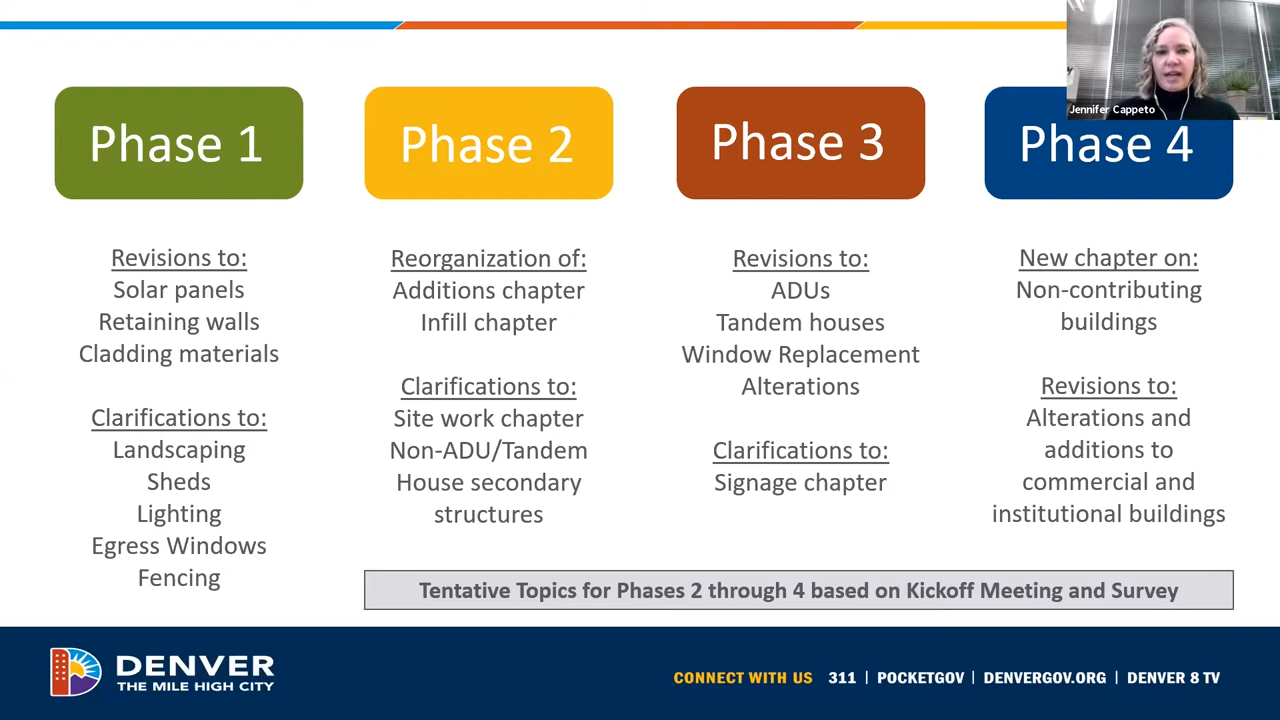 Jennifer Cappeto
Phase 1
Revisions to:
Solar panels
Retaining walls
Cladding materials
Clarifications to:
Landscaping
Sheds
Lighting
Egress Windows
Fencing
Phase 2
Reorganization of:
Additions chapter
Infill chapter
Clarifications to:
Site work chapter
Non-ADU/Tandem
House secondary
structures
Phase 3
Revisions to:
ADUs
Tandem houses
Window Replacement
Alterations
Clarifications to:
Signage chapter
Phase 4
New chapter on:
Non-contributing
buildings
Revisions to:
Alterations and
additions to
commercial and
institutional buildings
Tentative Topics for Phases 2 through 4 based on Kickoff Meeting and Survey
DENVER
THE MILE HIGH CITY
CONNECT WITH US 311 | POCKETGOV | DENVERGOV.ORG | DENVER 8 TV